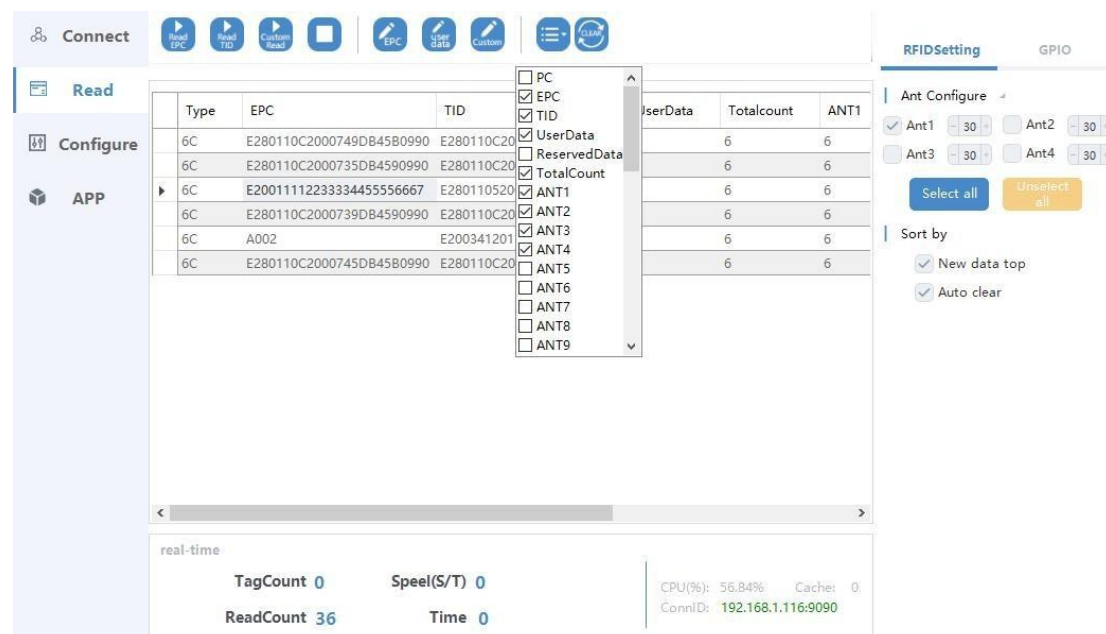 Connect
Read
Configure
APP
Read EPC
Read TID
Custom Read
EPC
user data
Custom
CLEAR
PC
EPC
TID
UserData
ReservedData
TotalCount
ANT1
ANT2
ANT3
ANT4
ANT5
ANT6
ANT7
ANT8
ANT9
Type EPC TID Totalcount ANT1
6C E280110C2000749DB45B0990 E280110C20 6 6
6C E280110C2000735DB4590990 E280110C20 6 6
6C E20011112233334455556667 E280110520 6 6
6C E280110C2000739DB4590990 E280110C20 6 6
6C A002 E200341201 6 6
6C E280110C2000745DB45B0990 E280110C20 6 6
real-time
TagCount 0 Speel(S/T) 0
ReadCount 36 Time 0
CPU(%): 56.84% Cache: 0
ConnID: 192.168.1.116:9090
RFIDSetting GPIO
Ant Configure
Ant1 - 30 + Ant2 - 30
Ant3 - 30 + Ant4 - 30
Select all Unselect all
Sort by
New data top
Auto clear